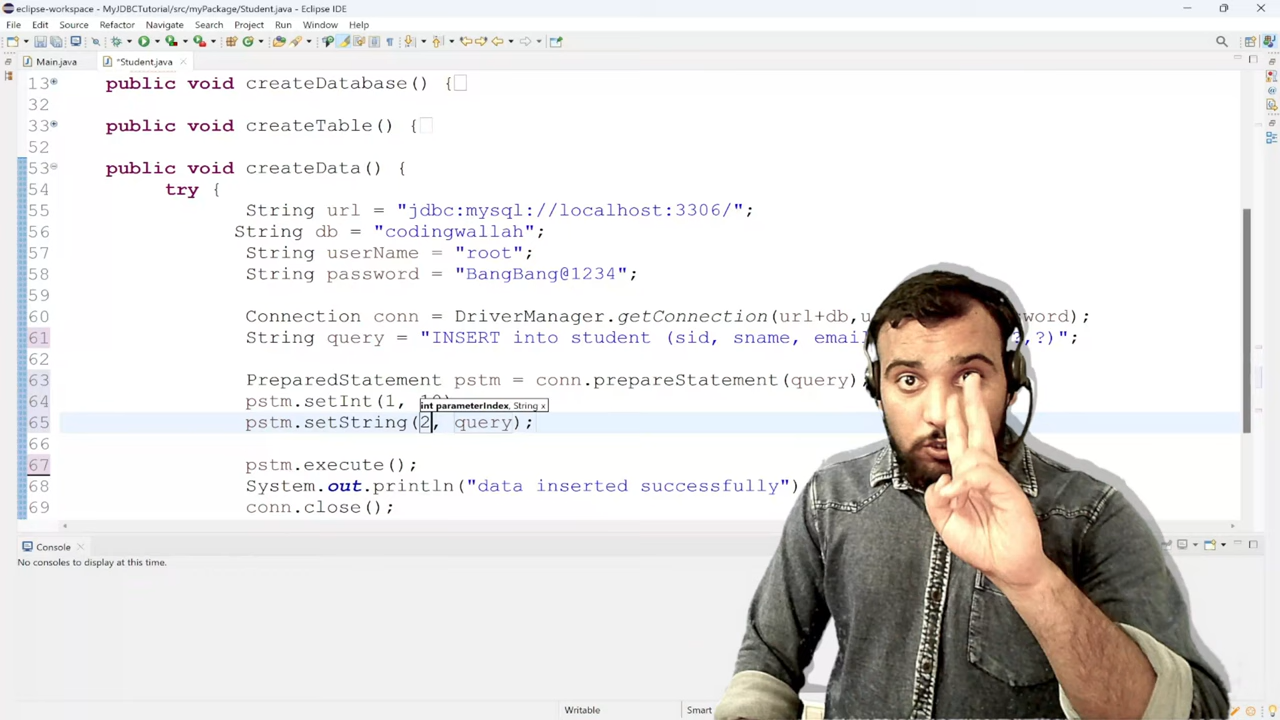 eclipse-workspace - MyJDBCTutorial/src/myPackage/Student.java - Eclipse IDE
File Edit Source Refactor Navigate Search Project Run Window Help
Main.java *Student.java
13 public void createDatabase() {
32
33 public void createTable() {
52
53 public void createData() {
54 try {
55 String url = "jdbc:mysql://localhost:3306/";
56 String db = "codingwallah";
57 String userName = "root";
58 String password = "BangBang@1234";
59
60 Connection conn = DriverManager.getConnection(url+db,u word);
61 String query = "INSERT into student (sid, sname, email ?,?)";
62
63 PreparedStatement pstm = conn.prepareStatement(query);
64 pstm.setInt(1,
int parameterIndex, String x
65 pstm.setString(2, query);
66
67 pstm.execute();
68 System.out.println("data inserted successfully")
69 conn.close();
Console
No consoles to display at this time.
Writable Smart